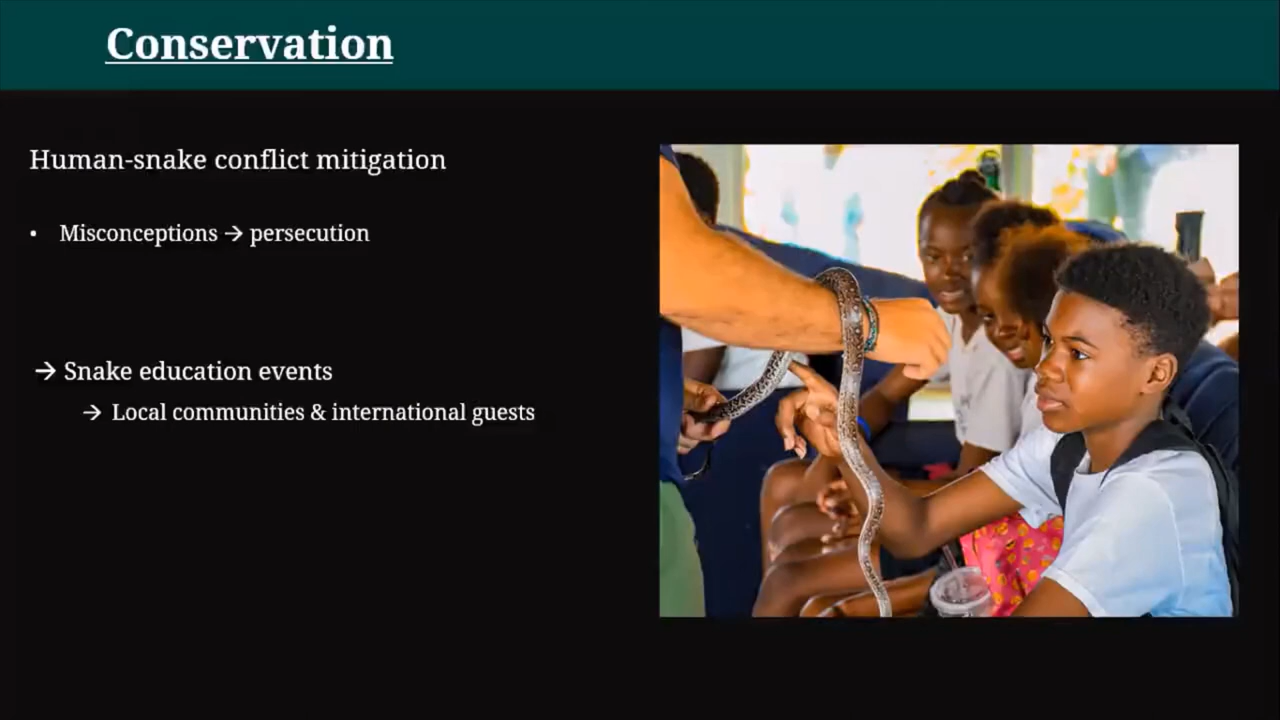 Conservation
Human-snake conflict mitigation
• Misconceptions → persecution
→ Snake education events
→ Local communities & international guests